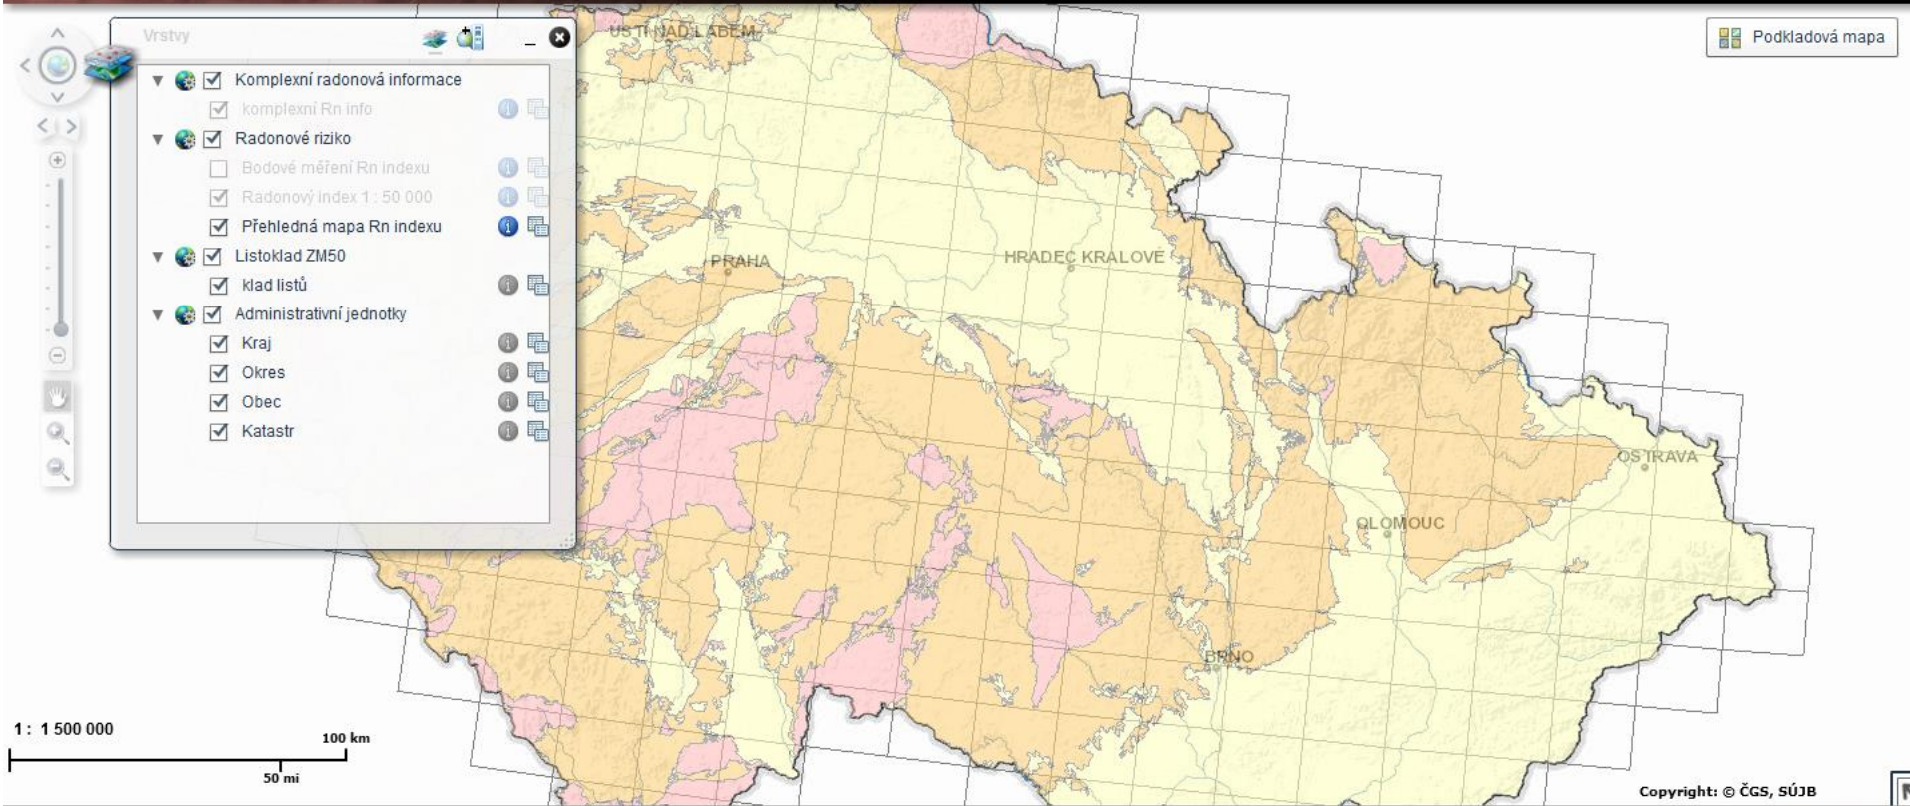 Vrstvy
Komplexní radonová informace
komplexní Rn info
Radonové riziko
Bodové měření Rn indexu
Radonový index 1 : 50 000
Přehledná mapa Rn indexu
Listoklad ZM50
klad listů
Administrativní jednotky
Kraj
Okres
Obec
Katastr
Podkladová mapa
ÚSTÍ NAD LABEM
PRAHA
HRADEC KRÁLOVÉ
OSTRAVA
OLOMOUC
BRNO
1 : 1 500 000
100 km
50 mi
Copyright: © ČGS, SÚJB